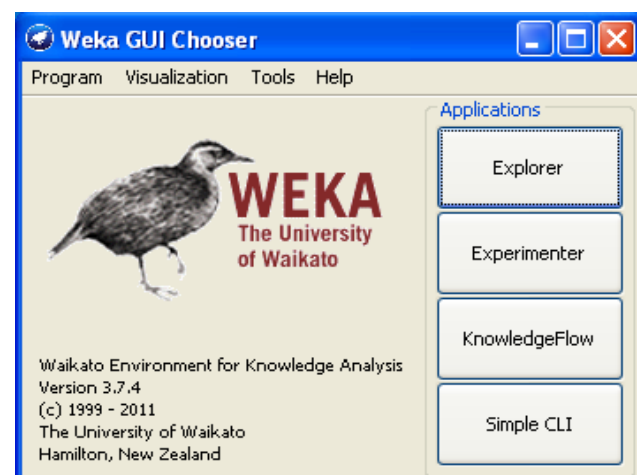 Weka GUI Chooser
Program Visualization Tools Help
Applications
Explorer
WEKA
The University
of Waikato
Experimenter
KnowledgeFlow
Waikato Environment for Knowledge Analysis
Version 3.7.4
(c) 1999 - 2011
The University of Waikato
Hamilton, New Zealand
Simple CLI